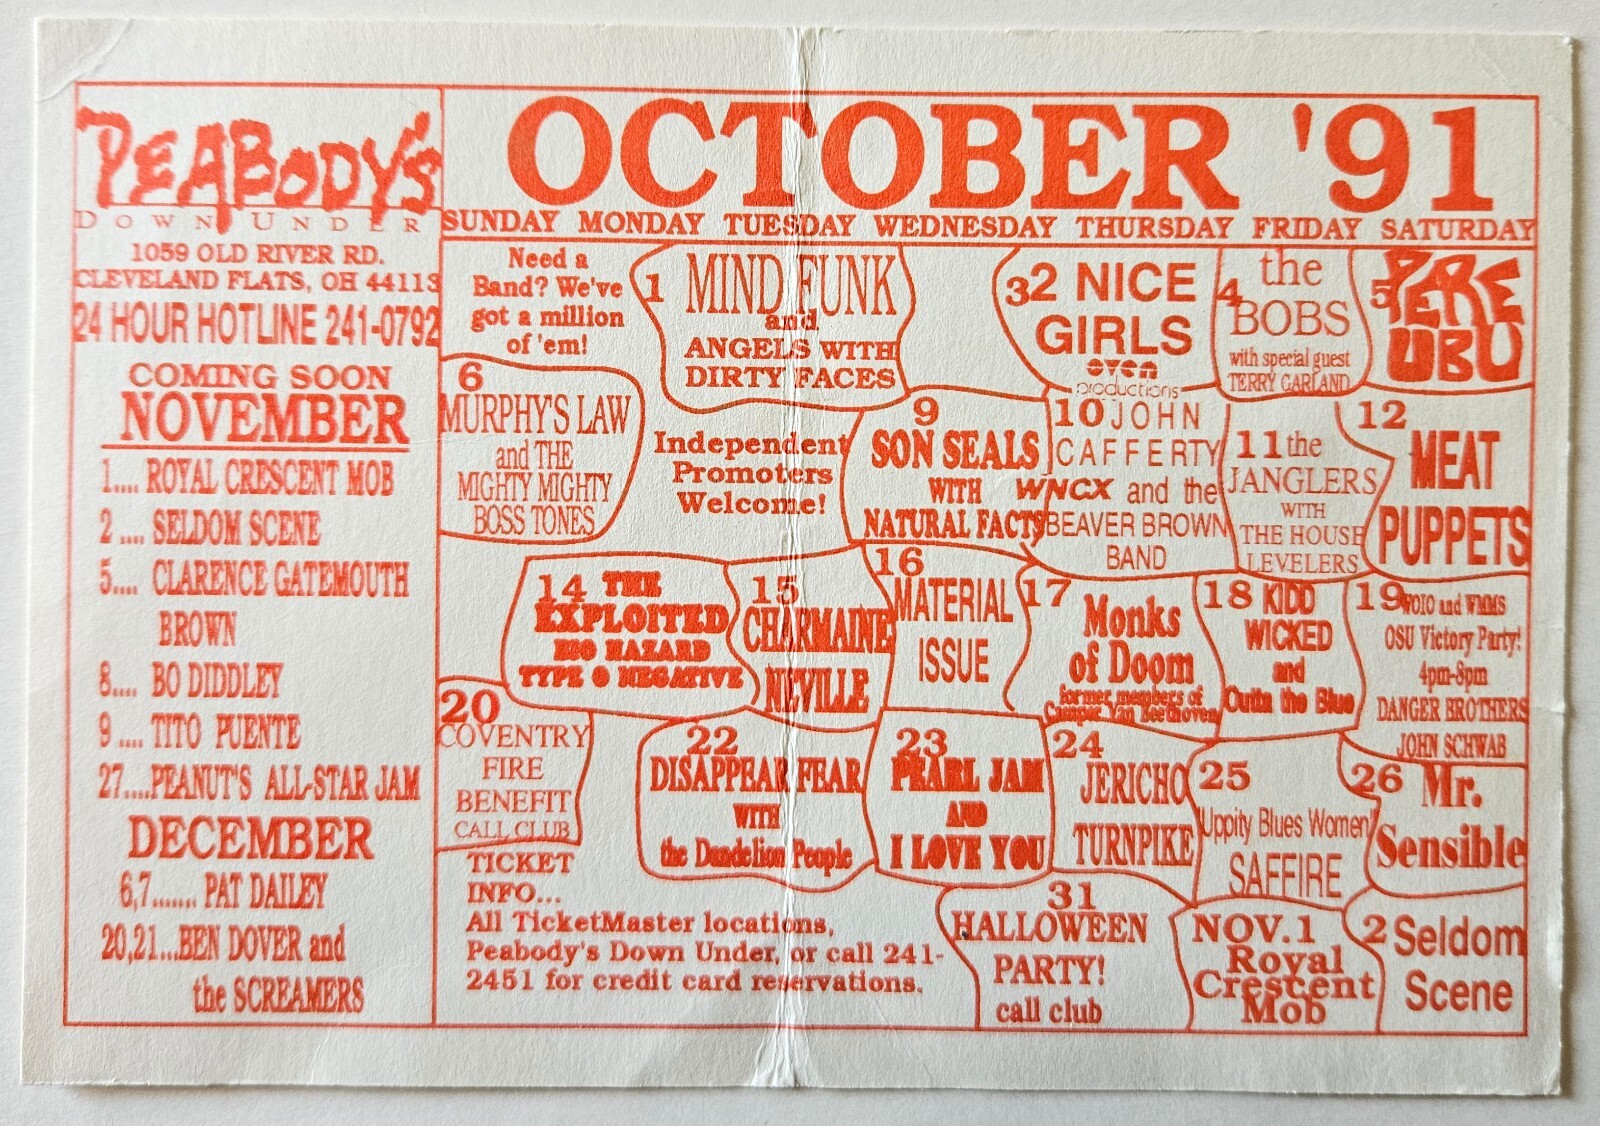 PEABODY'S
DOWN UNDER
1059 OLD RIVER RD.
CLEVELAND FLATS, OH 44113
24 HOUR HOTLINE 241-0792
COMING SOON
NOVEMBER
1.... ROYAL CRESCENT MOB
2 .... SELDOM SCENE
5.... CLARENCE GATEMOUTH
BROWN
8.... BO DIDDLEY
9 .... TITO PUENTE
27....PEANUT'S ALL-STAR JAM
DECEMBER
6,7....... PAT DAILEY
20,21...BEN DOVER and
the SCREAMERS
OCTOBER '91
SUNDAY MONDAY TUESDAY WEDNESDAY THURSDAY FRIDAY SATURDAY
Need a
Band? We've
got a million
of 'em!
1 MIND FUNK
and
ANGELS WITH
DIRTY FACES
3 2 NICE
GIRLS
oven
productions
4 the
BOBS
with special guest
TERRY GARLAND
5 PERE
UBU
6
MURPHY'S LAW
and THE
MIGHTY MIGHTY
BOSS TONES
Independent
Promoters
Welcome!
9
SON SEALS
WITH
NATURAL FACTS
10 JOHN
CAFFERTY
WNCX and the
BEAVER BROWN
BAND
11 the
JANGLERS
WITH
THE HOUSE
LEVELERS
12
MEAT
PUPPETS
14 THE
EXPLOITED
BIO HAZARD
TYPE O NEGATIVE
15
CHARMAINE
NEVILLE
16
MATERIAL
ISSUE
17
Monks
of Doom
former members of
Camper Van Beethoven
18 KIDD
WICKED
and
Outta the Blue
19 WOIO and WMMS
OSU Victory Party!
4pm-8pm
DANGER BROTHERS
JOHN SCHWAB
20
COVENTRY
FIRE
BENEFIT
CALL CLUB
22
DISAPPEAR FEAR
WITH
the Dandelion People
23
PEARL JAM
AND
I LOVE YOU
24
JERICHO
TURNPIKE
25
Uppity Blues Women
SAFFIRE
26 Mr.
Sensible
TICKET
INFO...
All TicketMaster locations,
Peabody's Down Under, or call 241-
2451 for credit card reservations.
31
HALLOWEEN
PARTY!
call club
NOV. 1
Royal
Crescent
Mob
2 Seldom
Scene